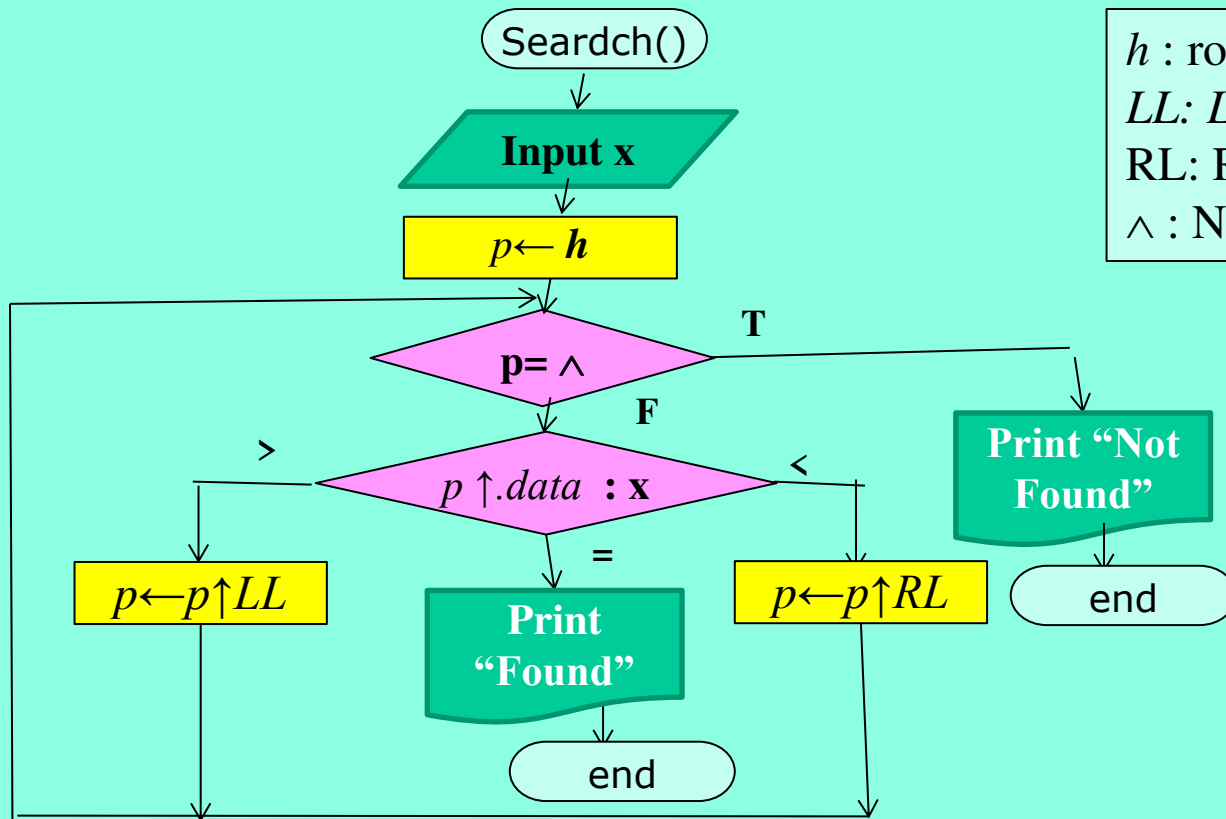 Seardch()
h : ro
LL: L
RL: F
∧ : N
Input x
p← h
T
p= ∧
F
>
<
p ↑.data : x
Print “Not
Found”
=
p←p↑LL
p←p↑RL
end
Print
“Found”
end